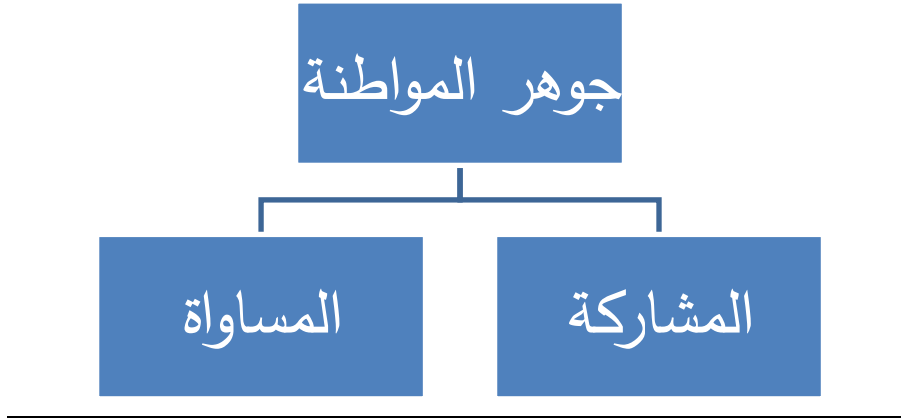 جوهر المواطنة
المشاركة
المساواة